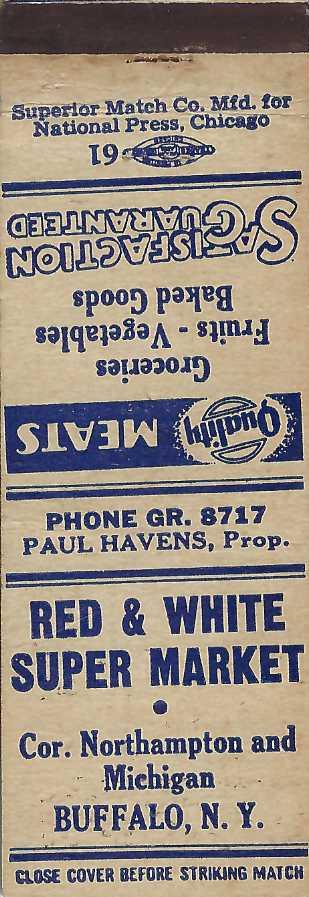 Superior Match Co. Mfd. for
National Press, Chicago
61
Quality MEATS
Groceries
Fruits - Vegetables
Baked Goods
SATISFACTION
GUARANTEED
PHONE GR. 8717
PAUL HAVENS, Prop.
RED & WHITE
SUPER MARKET
•
Cor. Northampton and
Michigan
BUFFALO, N. Y.
CLOSE COVER BEFORE STRIKING MATCH